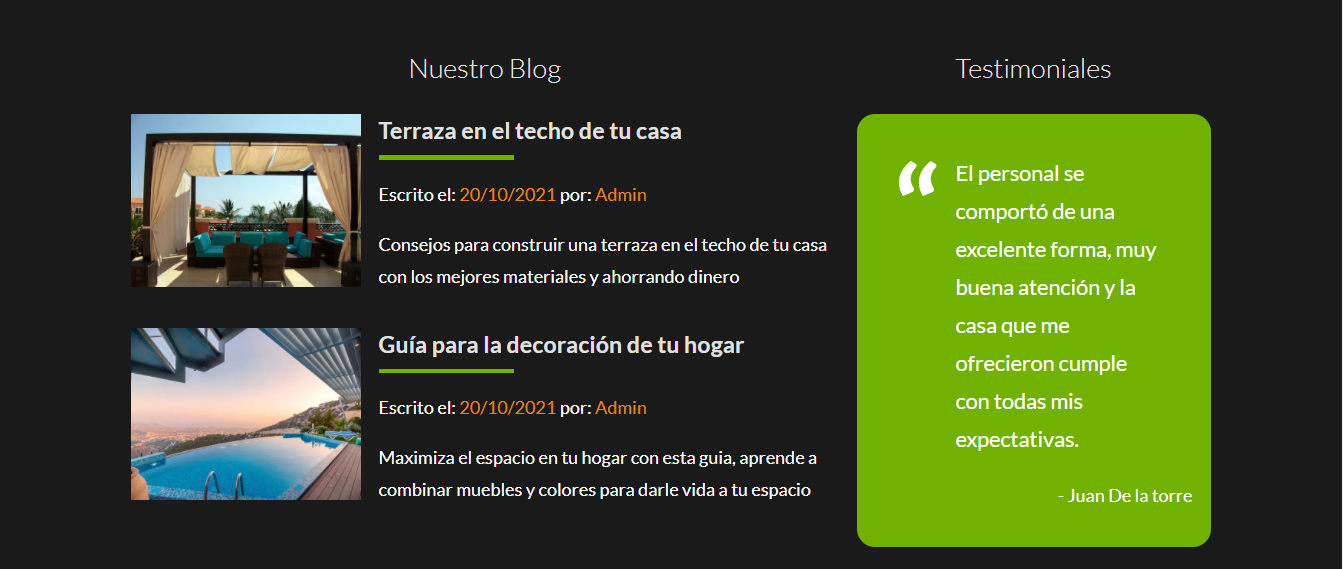 Nuestro Blog
Terraza en el techo de tu casa
Escrito el: 20/10/2021 por: Admin
Consejos para construir una terraza en el techo de tu casa
con los mejores materiales y ahorrando dinero
Guía para la decoración de tu hogar
Escrito el: 20/10/2021 por: Admin
Maximiza el espacio en tu hogar con esta guia, aprende a
combinar muebles y colores para darle vida a tu espacio
Testimoniales
“ El personal se
comportó de una
excelente forma, muy
buena atención y la
casa que me
ofrecieron cumple
con todas mis
expectativas.
- Juan De la torre